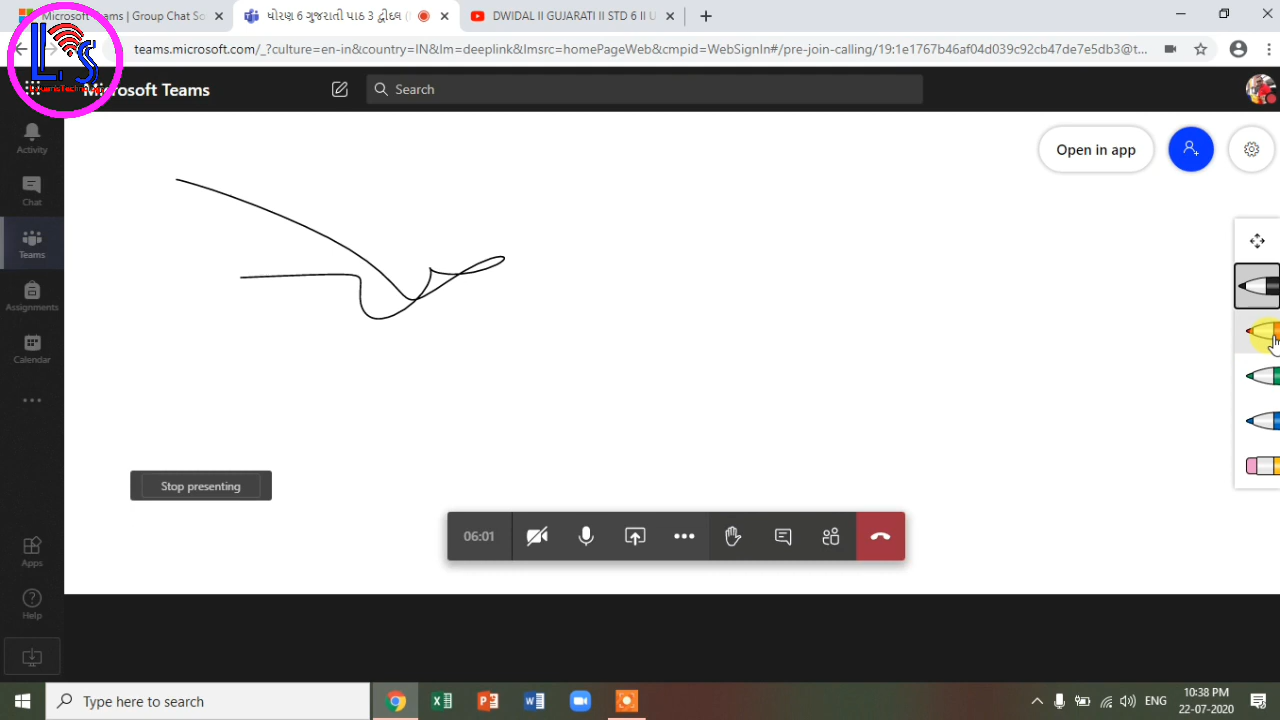 Microsoft Teams | Group Chat So
ધોરણ 6 ગુજરાતી પાઠ 3
DWIDAL II GUJARATI II STD 6 II U
teams.microsoft.com/_?culture=en-in&country=IN&lm=deeplink&lmsrc=homePageWeb&cmpid=WebSignIn#/pre-join-calling/19:1e1767b46af04d039c92cb47de7e5db3@t...
LS
Microsoft Teams
Search
Activity
Open in app
Chat
Teams
Assignments
Calendar
Stop presenting
06:01
Apps
Help
Type here to search
ENG
10:38 PM
22-07-2020